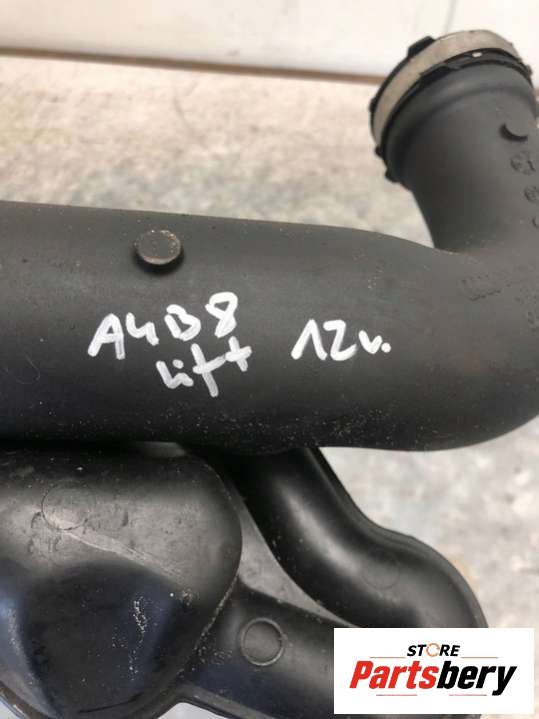 A4B8 12v.
lift
STORE
Partsbery